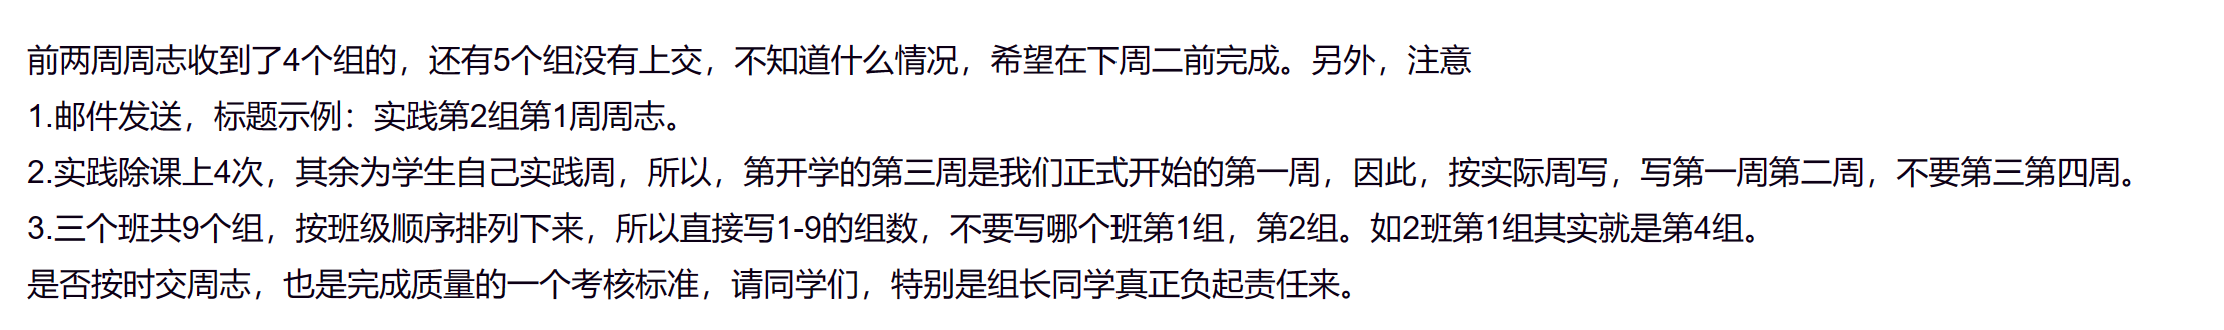 前两周周志收到了4个组的，还有5个组没有上交，不知道什么情况，希望在下周二前完成。另外，注意
1.邮件发送，标题示例：实践第2组第1周周志。
2.实践除课上4次，其余为学生自己实践周，所以，第开学的第三周是我们正式开始的第一周，因此，按实际周写，写第一周第二周，不要第三第四周。
3.三个班共9个组，按班级顺序排列下来，所以直接写1-9的组数，不要写哪个班第1组，第2组。如2班第1组其实就是第4组。
是否按时交周志，也是完成质量的一个考核标准，请同学们，特别是组长同学真正负起责任来。